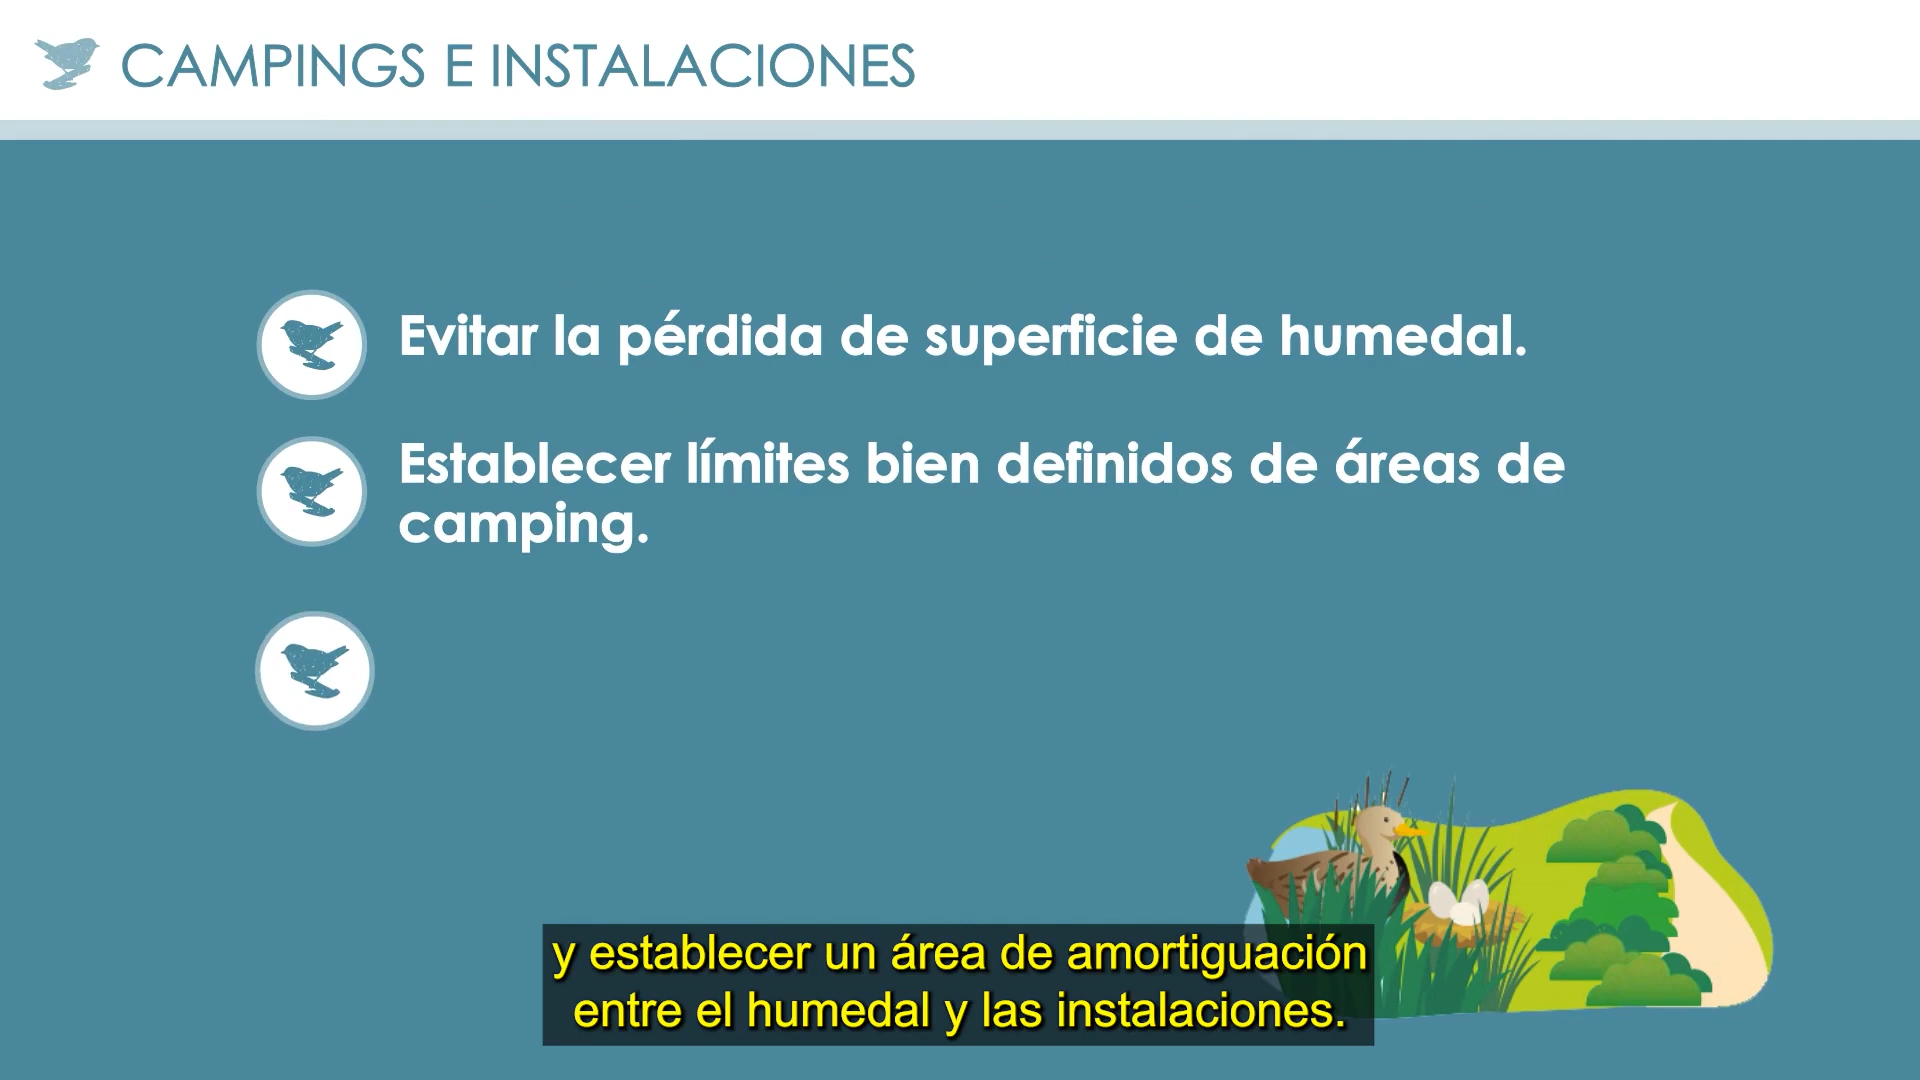 CAMPINGS E INSTALACIONES
Evitar la pérdida de superficie de humedal.
Establecer límites bien definidos de áreas de
camping.
y establecer un área de amortiguación
entre el humedal y las instalaciones.